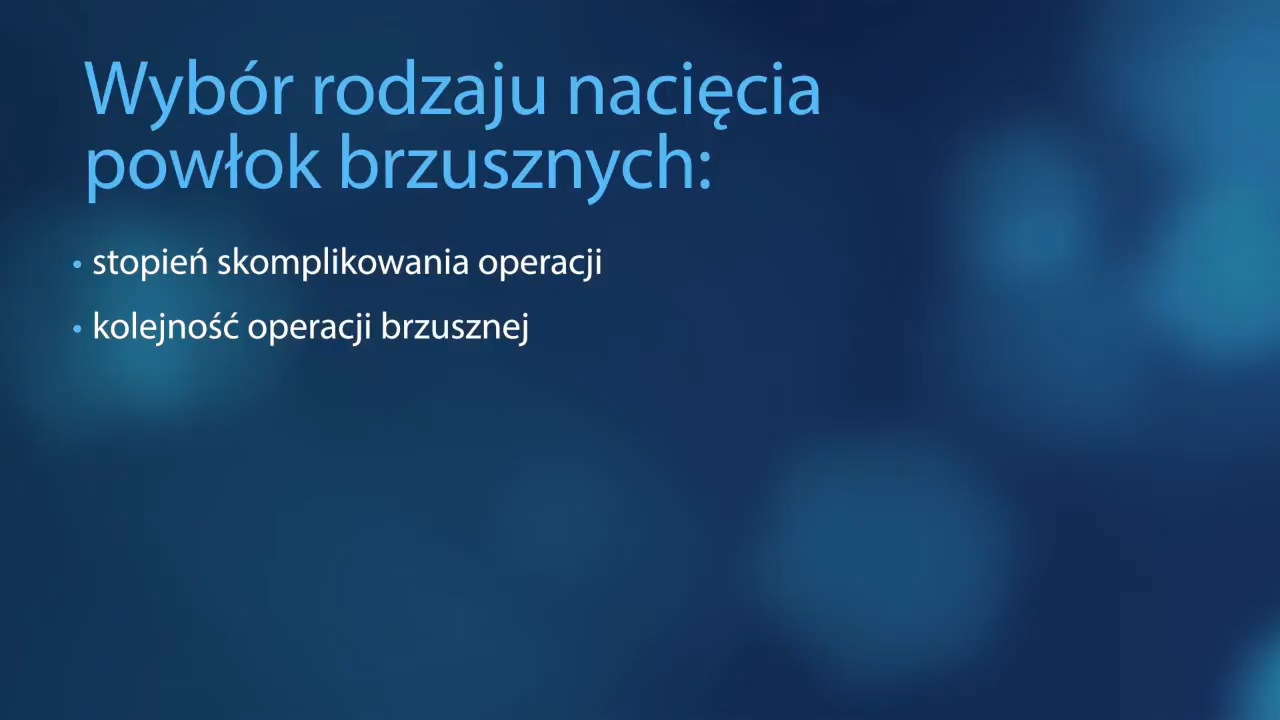 Wybór rodzaju nacięcia
powłok brzusznych:
• stopień skomplikowania operacji
• kolejność operacji brzusznej